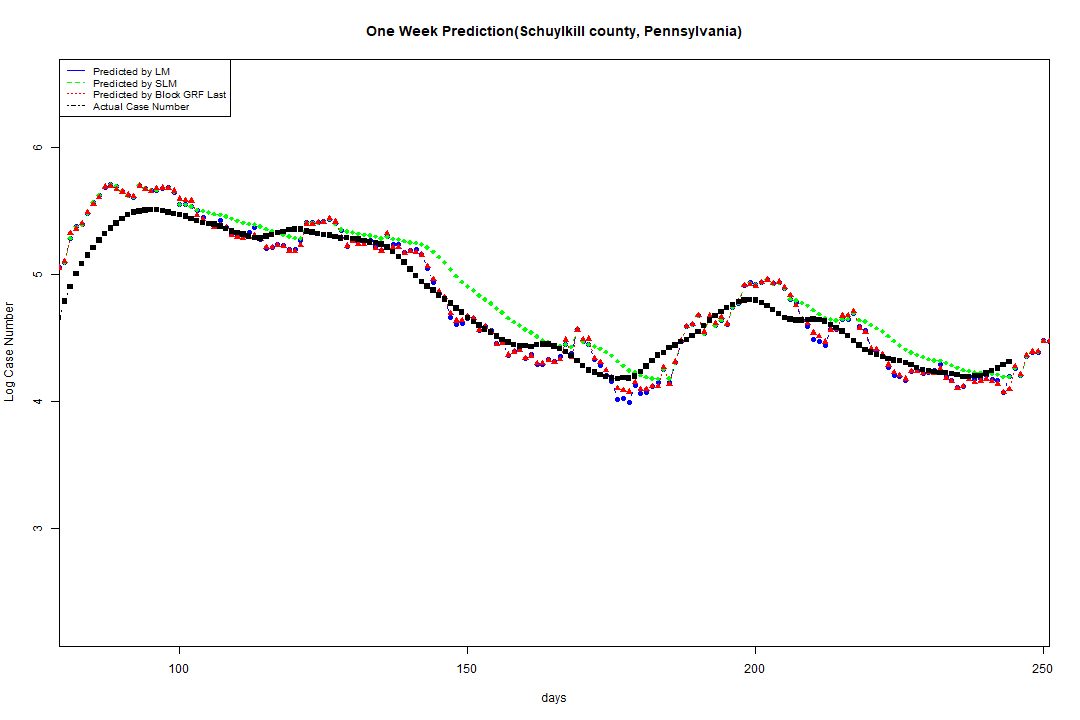 One Week Prediction(Schuylkill county, Pennsylvania)
Predicted by LM
Predicted by SLM
Predicted by Block GRF Last
Actual Case Number
6
5
4
3
Log Case Number
100 150 200 250
days